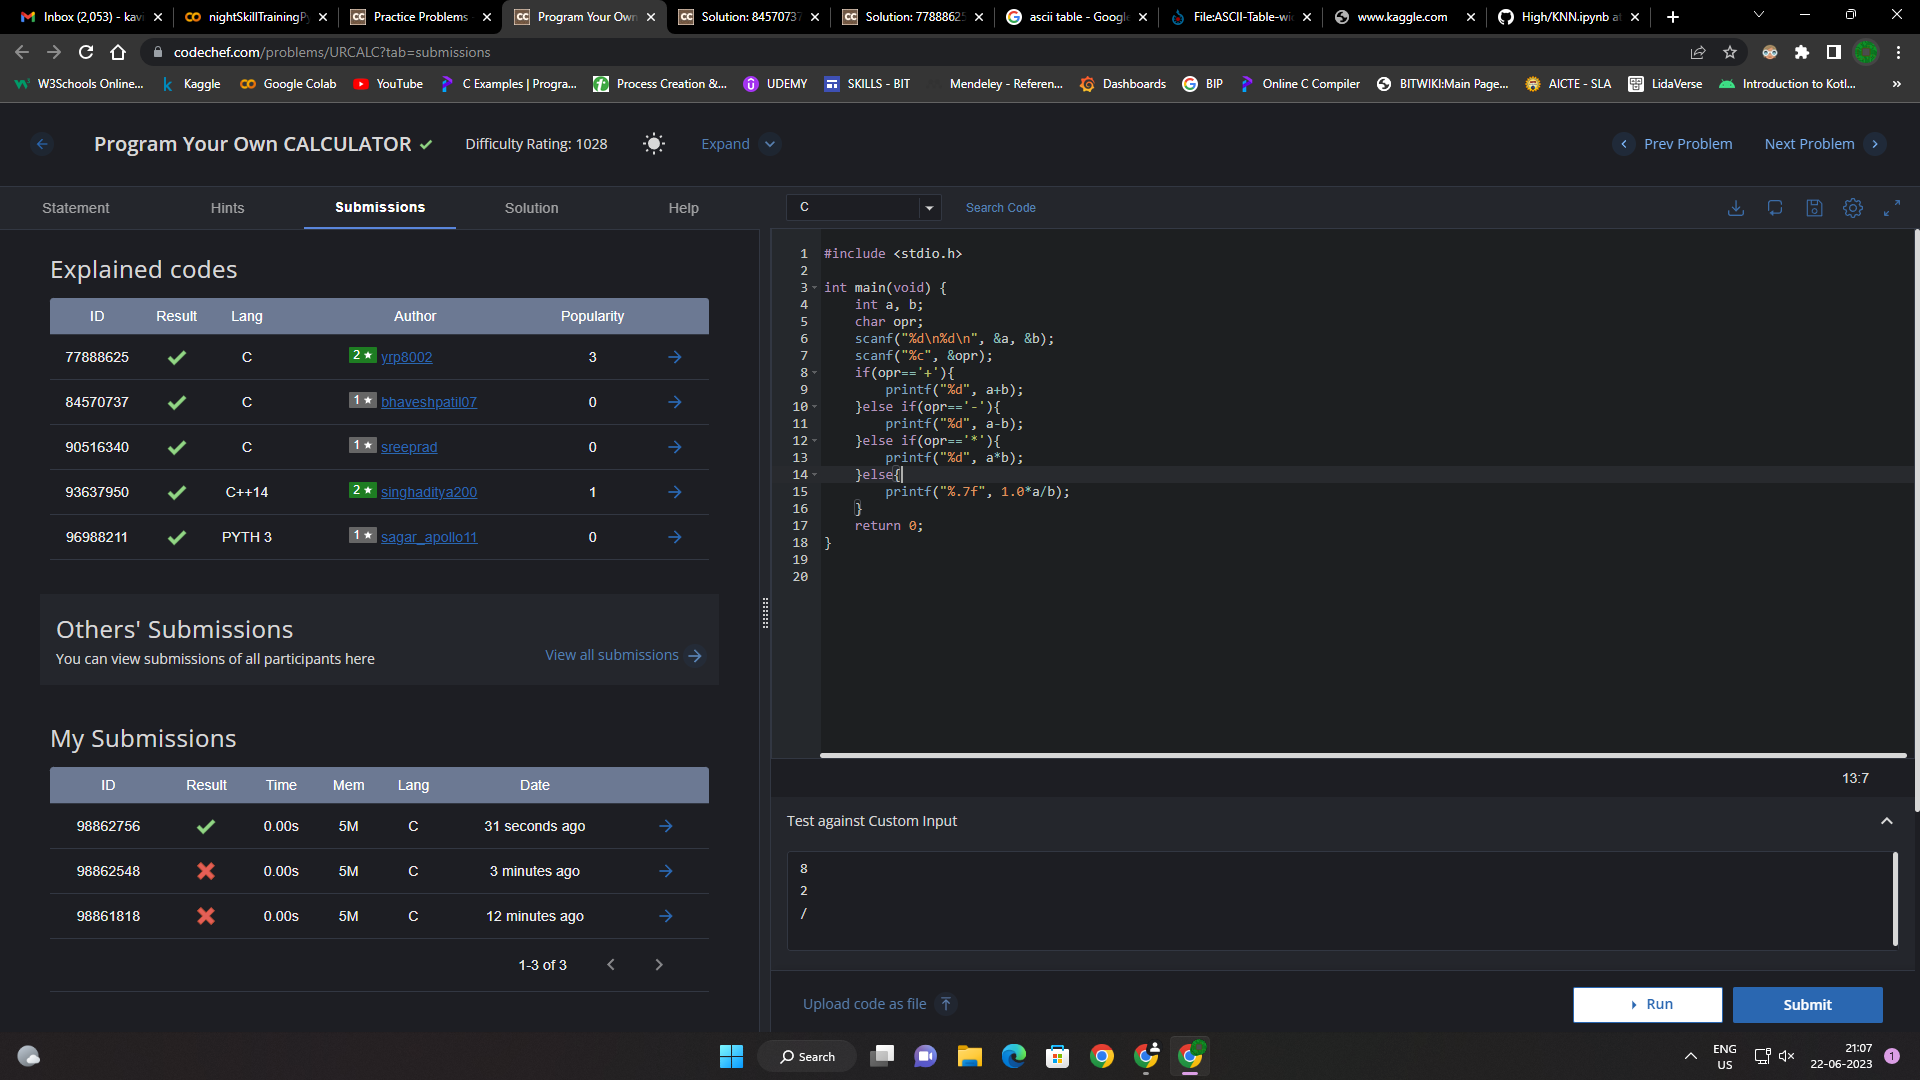 Inbox (2,053) - kavi
nightSkillTrainingPy
Practice Problems
Program Your Own
Solution: 84570737
Solution: 77888625
ascii table - Google
File:ASCII-Table-wid
www.kaggle.com
High/KNN.ipynb at
codechef.com/problems/URCALC?tab=submissions
W3Schools Online...
Kaggle
Google Colab
YouTube
C Examples | Progra...
Process Creation &...
UDEMY
SKILLS - BIT
Mendeley - Referen...
Dashboards
BIP
Online C Compiler
BITWIKI:Main Page...
AICTE - SLA
LidaVerse
Introduction to Kotl...
»
Program Your Own CALCULATOR
Difficulty Rating: 1028
Expand
Prev Problem
Next Problem
Statement
Hints
Submissions
Solution
Help
Explained codes
ID Result Lang Author Popularity
77888625 C 2★ yrp8002 3
84570737 C 1★ bhaveshpatil07 0
90516340 C 1★ sreeprad 0
93637950 C++14 2★ singhaditya200 1
96988211 PYTH 3 1★ sagar_apollo11 0
Others' Submissions
You can view submissions of all participants here
View all submissions
My Submissions
ID Result Time Mem Lang Date
98862756 0.00s 5M C 31 seconds ago
98862548 0.00s 5M C 3 minutes ago
98861818 0.00s 5M C 12 minutes ago
1-3 of 3
C
Search Code
1 #include <stdio.h>
2
3 int main(void) {
4 int a, b;
5 char opr;
6 scanf("%d\n%d\n", &a, &b);
7 scanf("%c", &opr);
8 if(opr=='+'){
9 printf("%d", a+b);
10 }else if(opr=='-'){
11 printf("%d", a-b);
12 }else if(opr=='*'){
13 printf("%d", a*b);
14 }else{
15 printf("%.7f", 1.0*a/b);
16 }
17 return 0;
18 }
19
20
13:7
Test against Custom Input
8
2
/
Upload code as file
Run
Submit
Search
ENG
US
21:07
22-06-2023
1